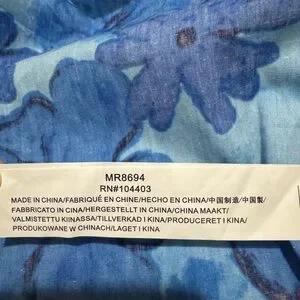 MR8694
RN#104403
MADE IN CHINA/FABRIQUÉ EN CHINE/HECHO EN CHINA/中国制造/中國製/
FABBRICATO IN CINA/HERGESTELLT IN CHINA/CHINA MAAKT/
VALMISTETTU KIINASSA/TILLVERKAD I KINA/PRODUCERET I KINA/
PRODUKOWANE W CHINACH/LAGET I KINA